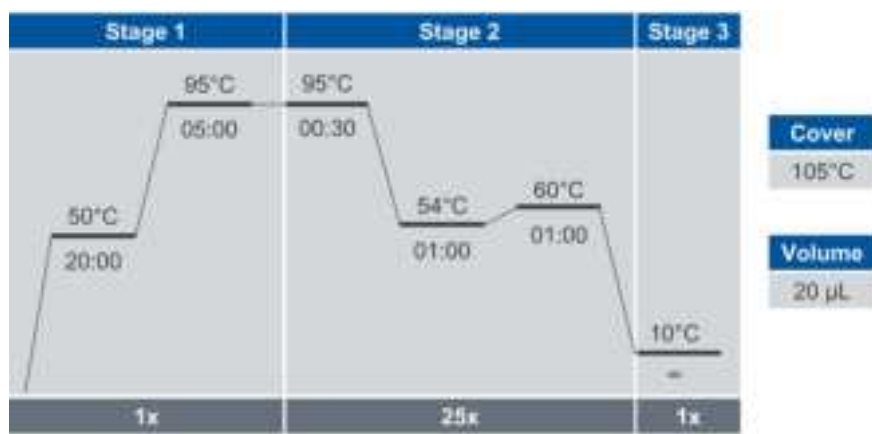 Stage 1
Stage 2
Stage 3
95°C
05:00
50°C
20:00
95°C
00:30
54°C
01:00
60°C
01:00
10°C
∞
1x
25x
1x
Cover
105°C
Volume
20 µL